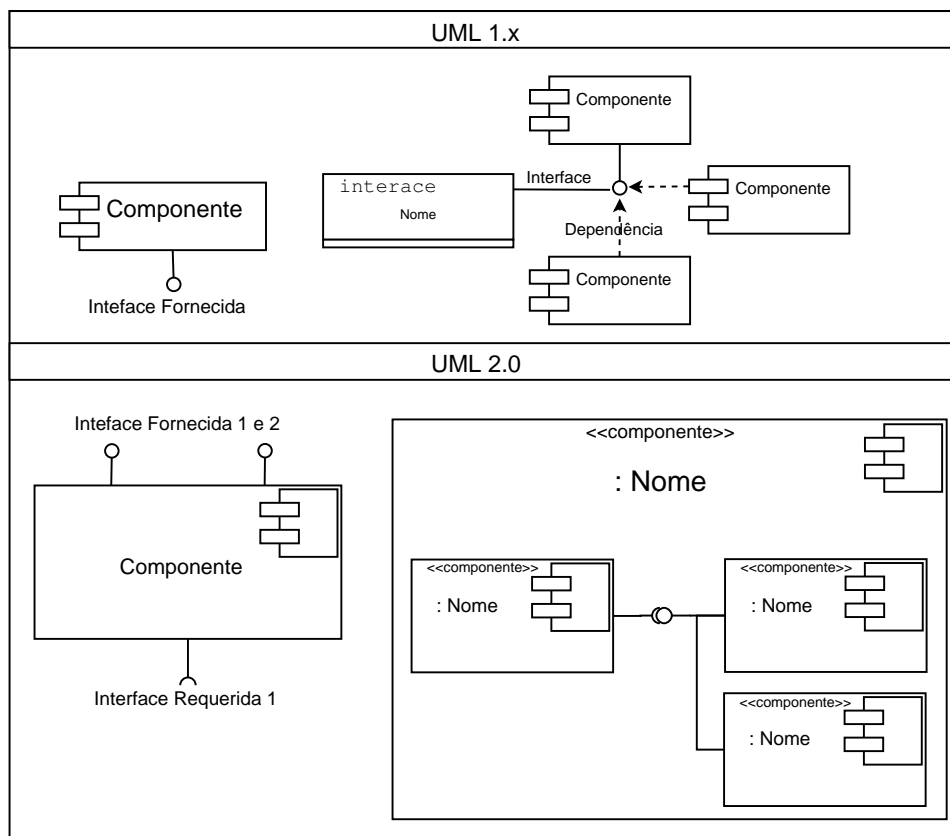 UML 1.x
Componente
Inteface Fornecida
interace
Nome
Interface
Componente
Componente
Dependência
Componente
UML 2.0
Inteface Fornecida 1 e 2
Componente
Interface Requerida 1
<<componente>>
: Nome
<<componente>>
: Nome
<<componente>>
: Nome
<<componente>>
: Nome